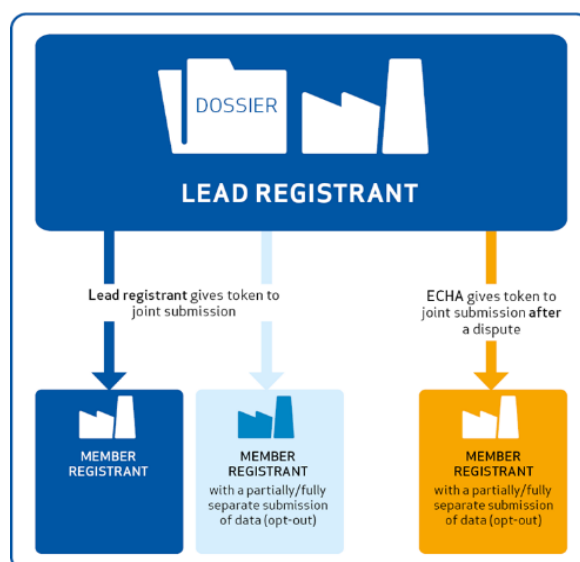 DOSSIER
LEAD REGISTRANT
Lead registrant gives token to
joint submission
ECHA gives token to
joint submission after
a dispute
MEMBER
REGISTRANT
MEMBER
REGISTRANT
with a partially/fully
separate submission
of data (opt-out)
MEMBER
REGISTRANT
with a partially/fully
separate submission
of data (opt-out)